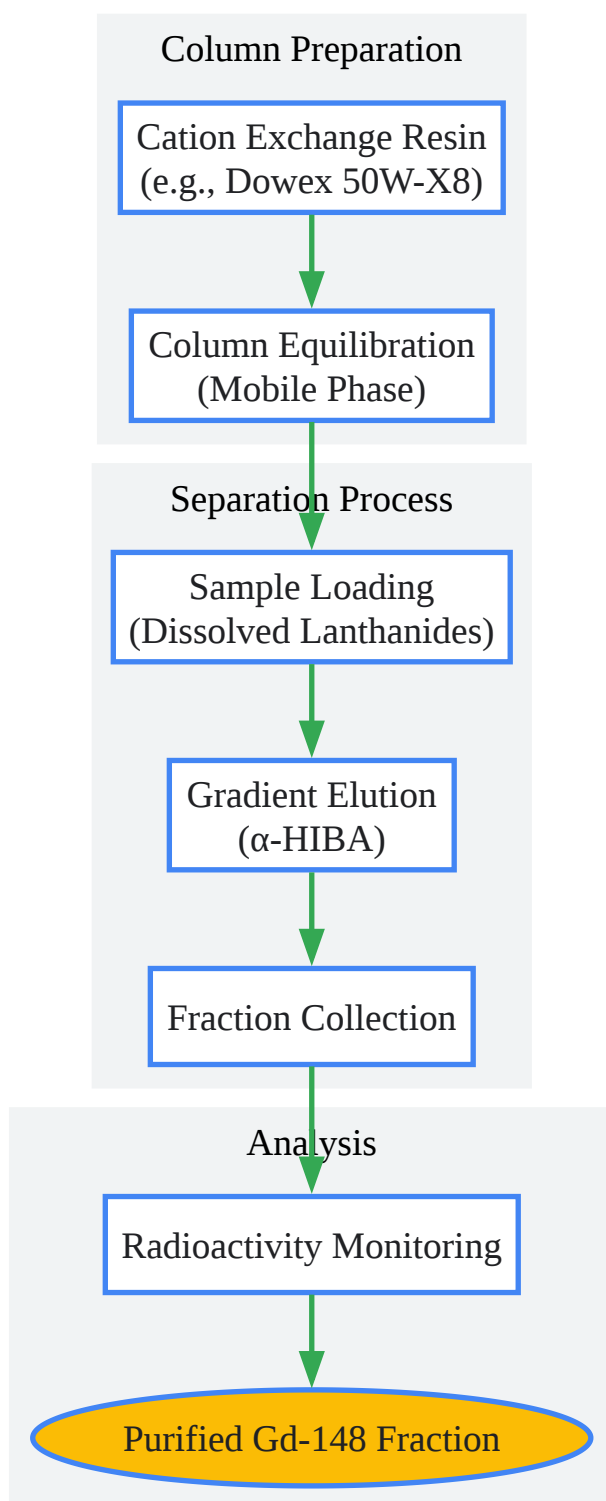 Column Preparation
Cation Exchange Resin
(e.g., Dowex 50W-X8)
Column Equilibration
(Mobile Phase)
Separation Process
Sample Loading
(Dissolved Lanthanides)
Gradient Elution
(α-HIBA)
Fraction Collection
Analysis
Radioactivity Monitoring
Purified Gd-148 Fraction